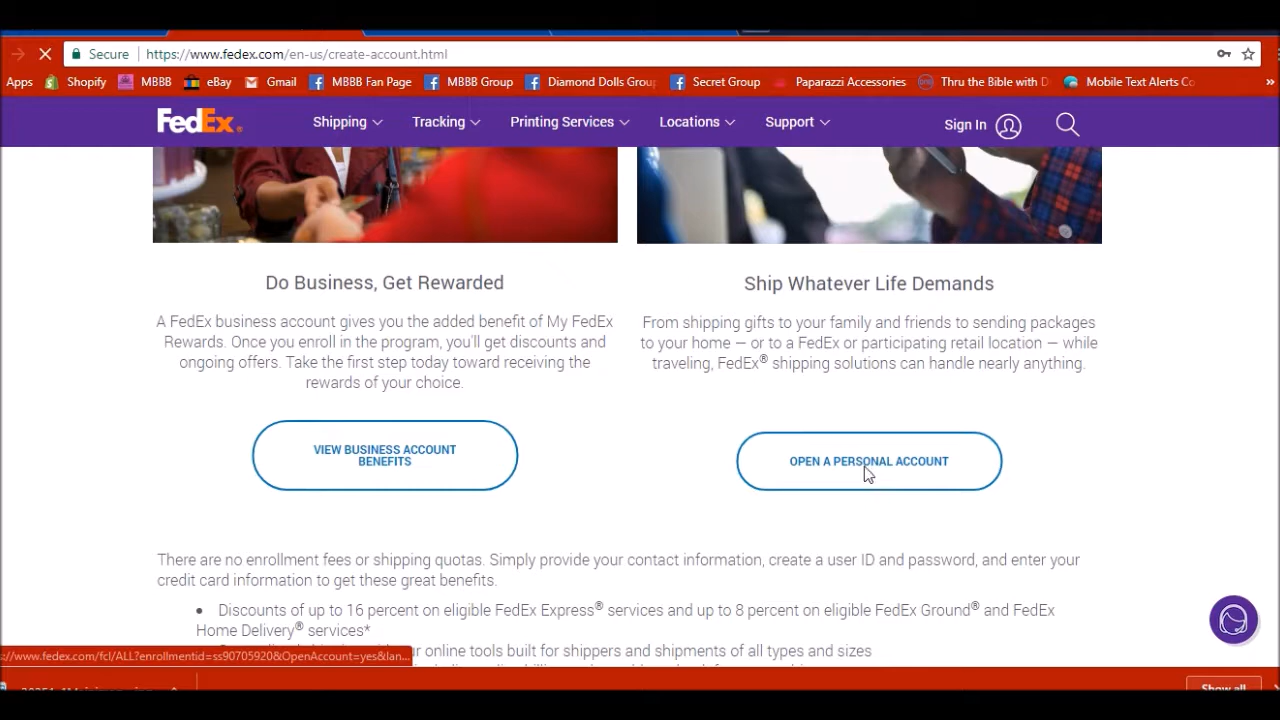 Secure https://www.fedex.com/en-us/create-account.html
Apps Shopify MBBB eBay Gmail MBBB Fan Page MBBB Group Diamond Dolls Grou Secret Group Paparazzi Accessories Thru the Bible with D Mobile Text Alerts Co »
FedEx® Shipping Tracking Printing Services Locations Support Sign In
Do Business, Get Rewarded
A FedEx business account gives you the added benefit of My FedEx
Rewards. Once you enroll in the program, you'll get discounts and
ongoing offers. Take the first step today toward receiving the
rewards of your choice.
VIEW BUSINESS ACCOUNT
BENEFITS
Ship Whatever Life Demands
From shipping gifts to your family and friends to sending packages
to your home — or to a FedEx or participating retail location — while
traveling, FedEx® shipping solutions can handle nearly anything.
OPEN A PERSONAL ACCOUNT
There are no enrollment fees or shipping quotas. Simply provide your contact information, create a user ID and password, and enter your
credit card information to get these great benefits.
• Discounts of up to 16 percent on eligible FedEx Express® services and up to 8 percent on eligible FedEx Ground® and FedEx
Home Delivery® services*
ur online tools built for shippers and shipments of all types and sizes
s://www.fedex.com/fcl/ALL?enrollmentid=ss90705920&OpenAccount=yes&lan...
Show all